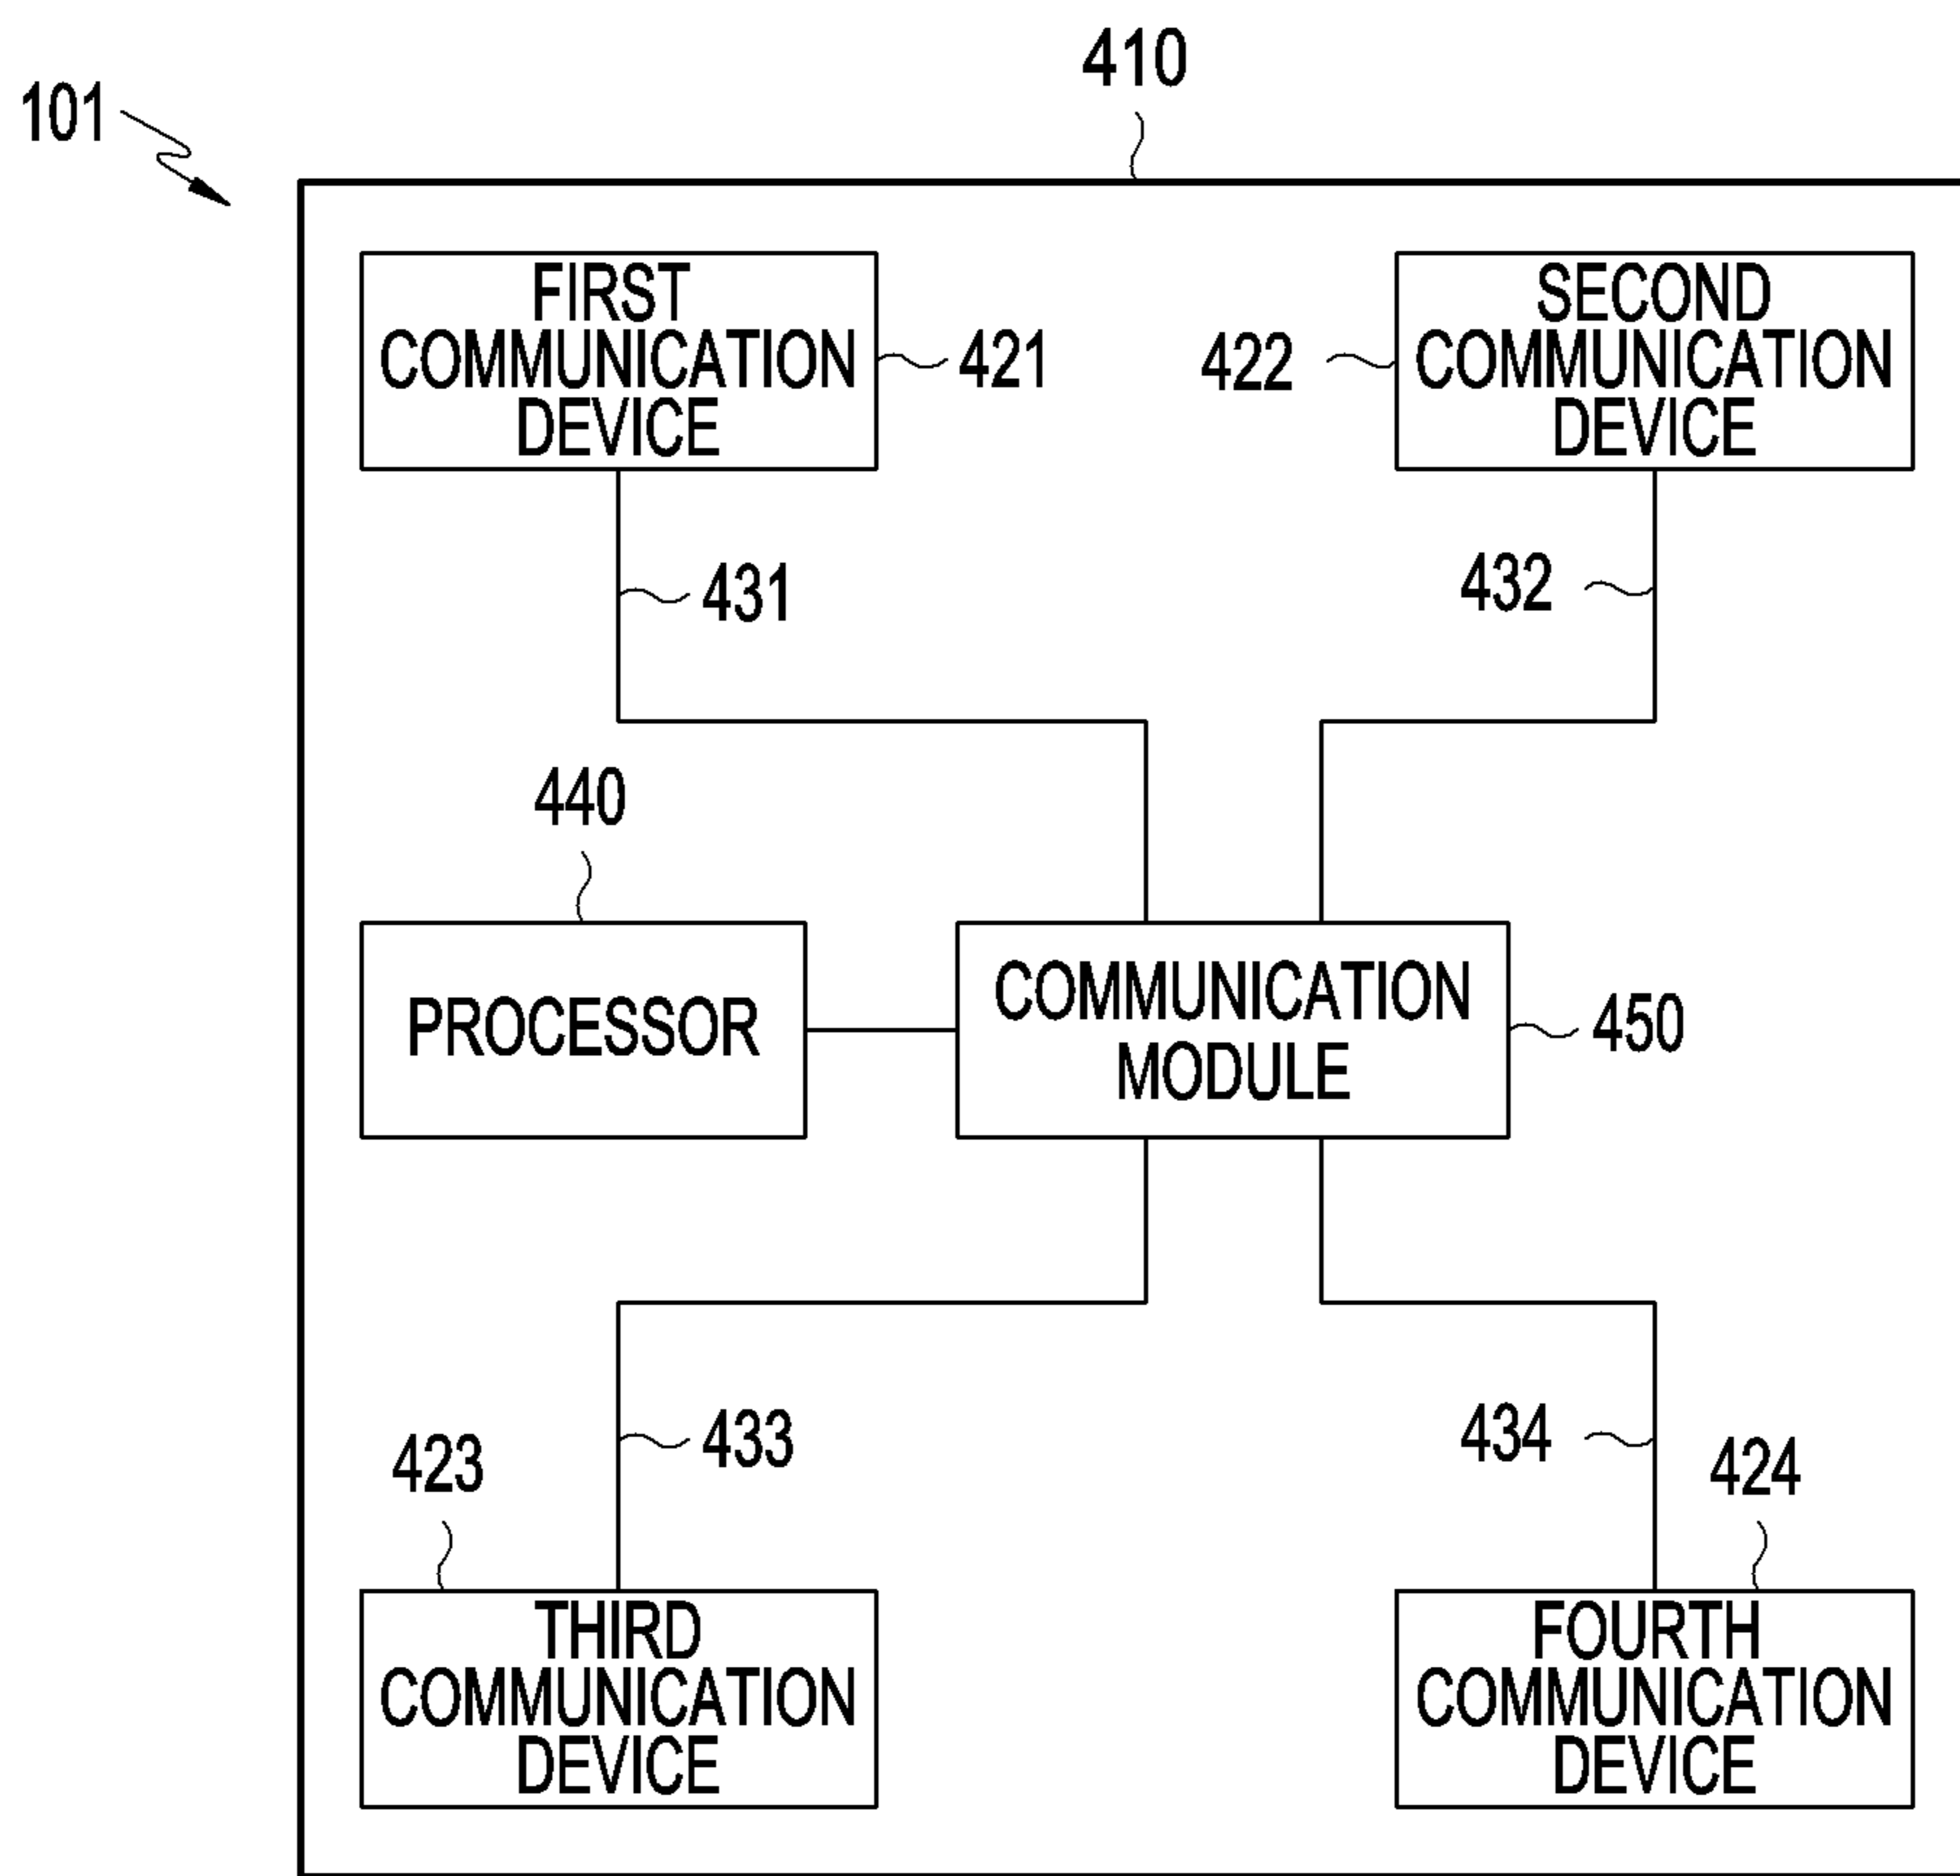 410
101
FIRST
COMMUNICATION
DEVICE
421
422
SECOND
COMMUNICATION
DEVICE
431
432
440
PROCESSOR
COMMUNICATION
MODULE
450
433
434
423
424
THIRD
COMMUNICATION
DEVICE
FOURTH
COMMUNICATION
DEVICE